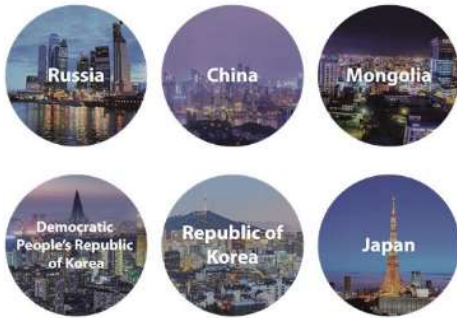 Russia
China
Mongolia
Democratic
People's Republic
of Korea
Republic of
Korea
Japan